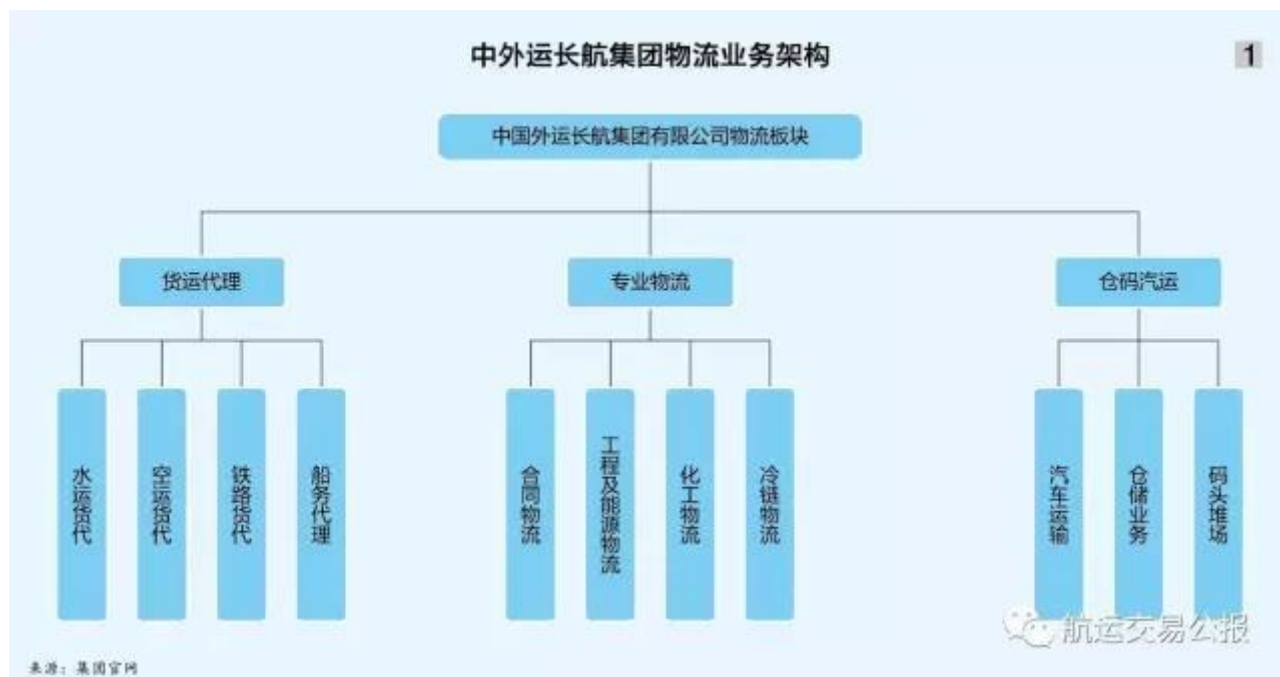 中外运长航集团物流业务架构
1
中国外运长航集团有限公司物流板块
货运代理
专业物流
仓码汽运
水运货代
空运货代
铁路货代
船务代理
合同物流
工程及能源物流
化工物流
冷链物流
汽车运输
仓储业务
码头堆场
航运交易公报
来源：集团官网